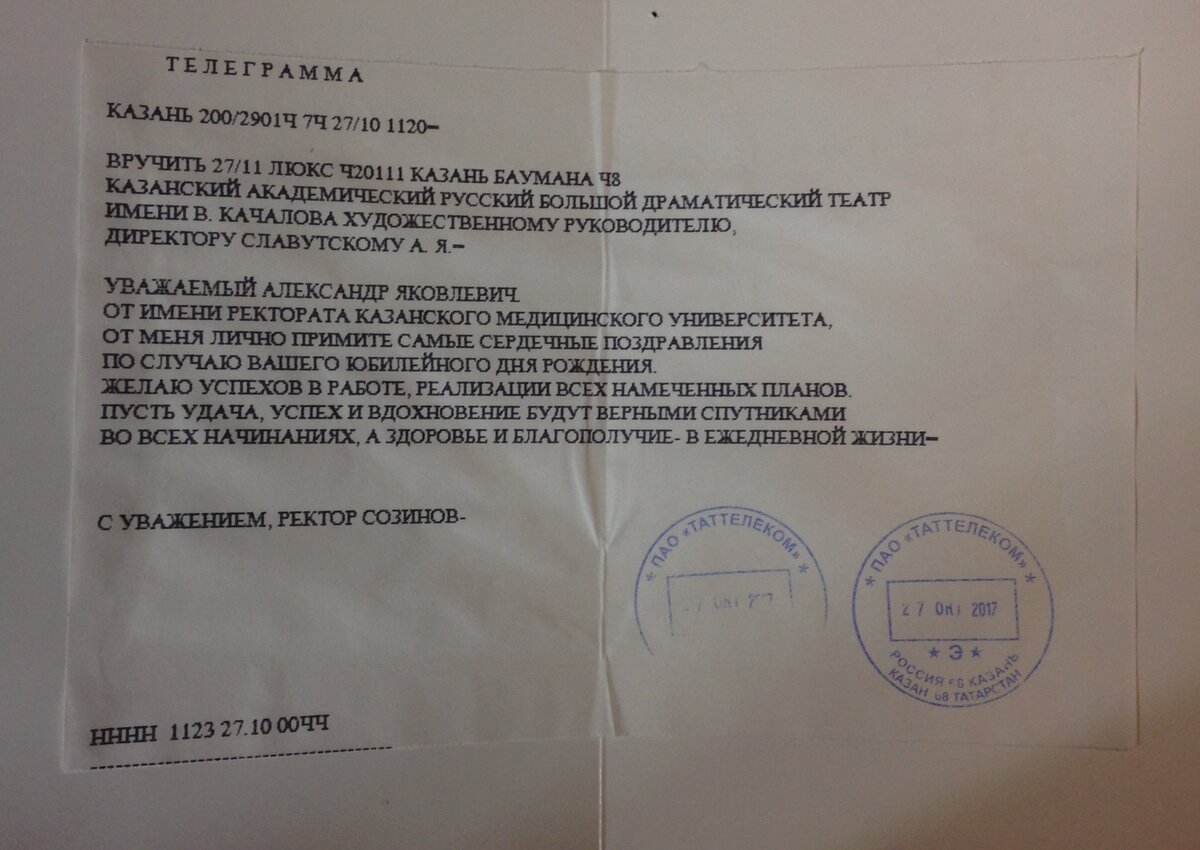 ТЕЛЕГРАММА
КАЗАНЬ 200/2901Ч 7Ч 27/10 1120=
ВРУЧИТЬ 27/11 ЛЮКС Ч20111 КАЗАНЬ БАУМАНА Ч8
КАЗАНСКИЙ АКАДЕМИЧЕСКИЙ РУССКИЙ БОЛЬШОЙ ДРАМАТИЧЕСКИЙ ТЕАТР
ИМЕНИ В. КАЧАЛОВА ХУДОЖЕСТВЕННОМУ РУКОВОДИТЕЛЮ,
ДИРЕКТОРУ СЛАВУТСКОМУ А. Я.=
УВАЖАЕМЫЙ АЛЕКСАНДР ЯКОВЛЕВИЧ.
ОТ ИМЕНИ РЕКТОРАТА КАЗАНСКОГО МЕДИЦИНСКОГО УНИВЕРСИТЕТА,
ОТ МЕНЯ ЛИЧНО ПРИМИТЕ САМЫЕ СЕРДЕЧНЫЕ ПОЗДРАВЛЕНИЯ
ПО СЛУЧАЮ ВАШЕГО ЮБИЛЕЙНОГО ДНЯ РОЖДЕНИЯ.
ЖЕЛАЮ УСПЕХОВ В РАБОТЕ, РЕАЛИЗАЦИИ ВСЕХ НАМЕЧЕННЫХ ПЛАНОВ.
ПУСТЬ УДАЧА, УСПЕХ И ВДОХНОВЕНИЕ БУДУТ ВЕРНЫМИ СПУТНИКАМИ
ВО ВСЕХ НАЧИНАНИЯХ, А ЗДОРОВЬЕ И БЛАГОПОЛУЧИЕ- В ЕЖЕДНЕВНОЙ ЖИЗНИ=
С УВАЖЕНИЕМ, РЕКТОР СОЗИНОВ-
* ПАО «ТАТТЕЛЕКОМ» *
* ПАО «ТАТТЕЛЕКОМ» *
27 ОКТ 2017
* Э *
РОССИЯ КАЗАНЬ
КАЗАН ТАТАРСТАН
НННН 1123 27.10 00ЧЧ